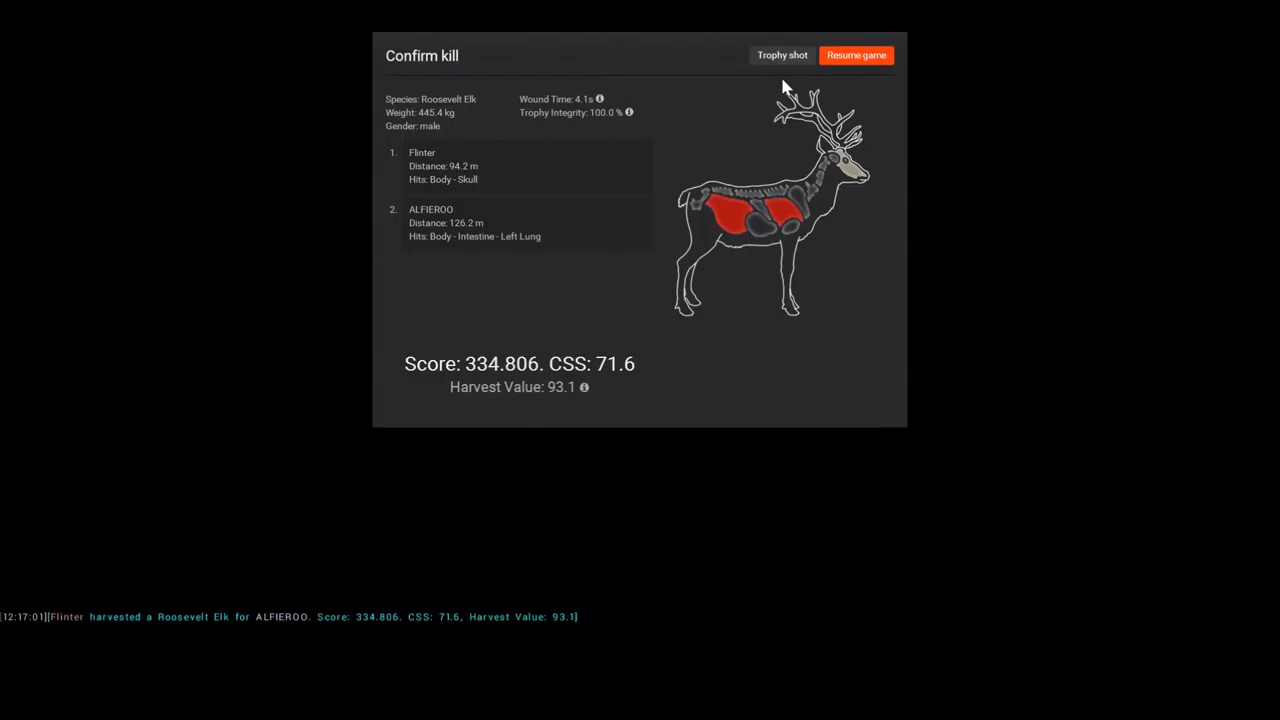 Confirm kill
Trophy shot
Resume game
Species: Roosevelt Elk
Weight: 445.4 kg
Gender: male
Wound Time: 4.1s
Trophy Integrity: 100.0 %
1. Flinter
Distance: 94.2 m
Hits: Body - Skull
2. ALFIEROO
Distance: 126.2 m
Hits: Body - Intestine - Left Lung
Score: 334.806. CSS: 71.6
Harvest Value: 93.1
[12:17:01][Flinter harvested a Roosevelt Elk for ALFIEROO. Score: 334.806. CSS: 71.6, Harvest Value: 93.1]